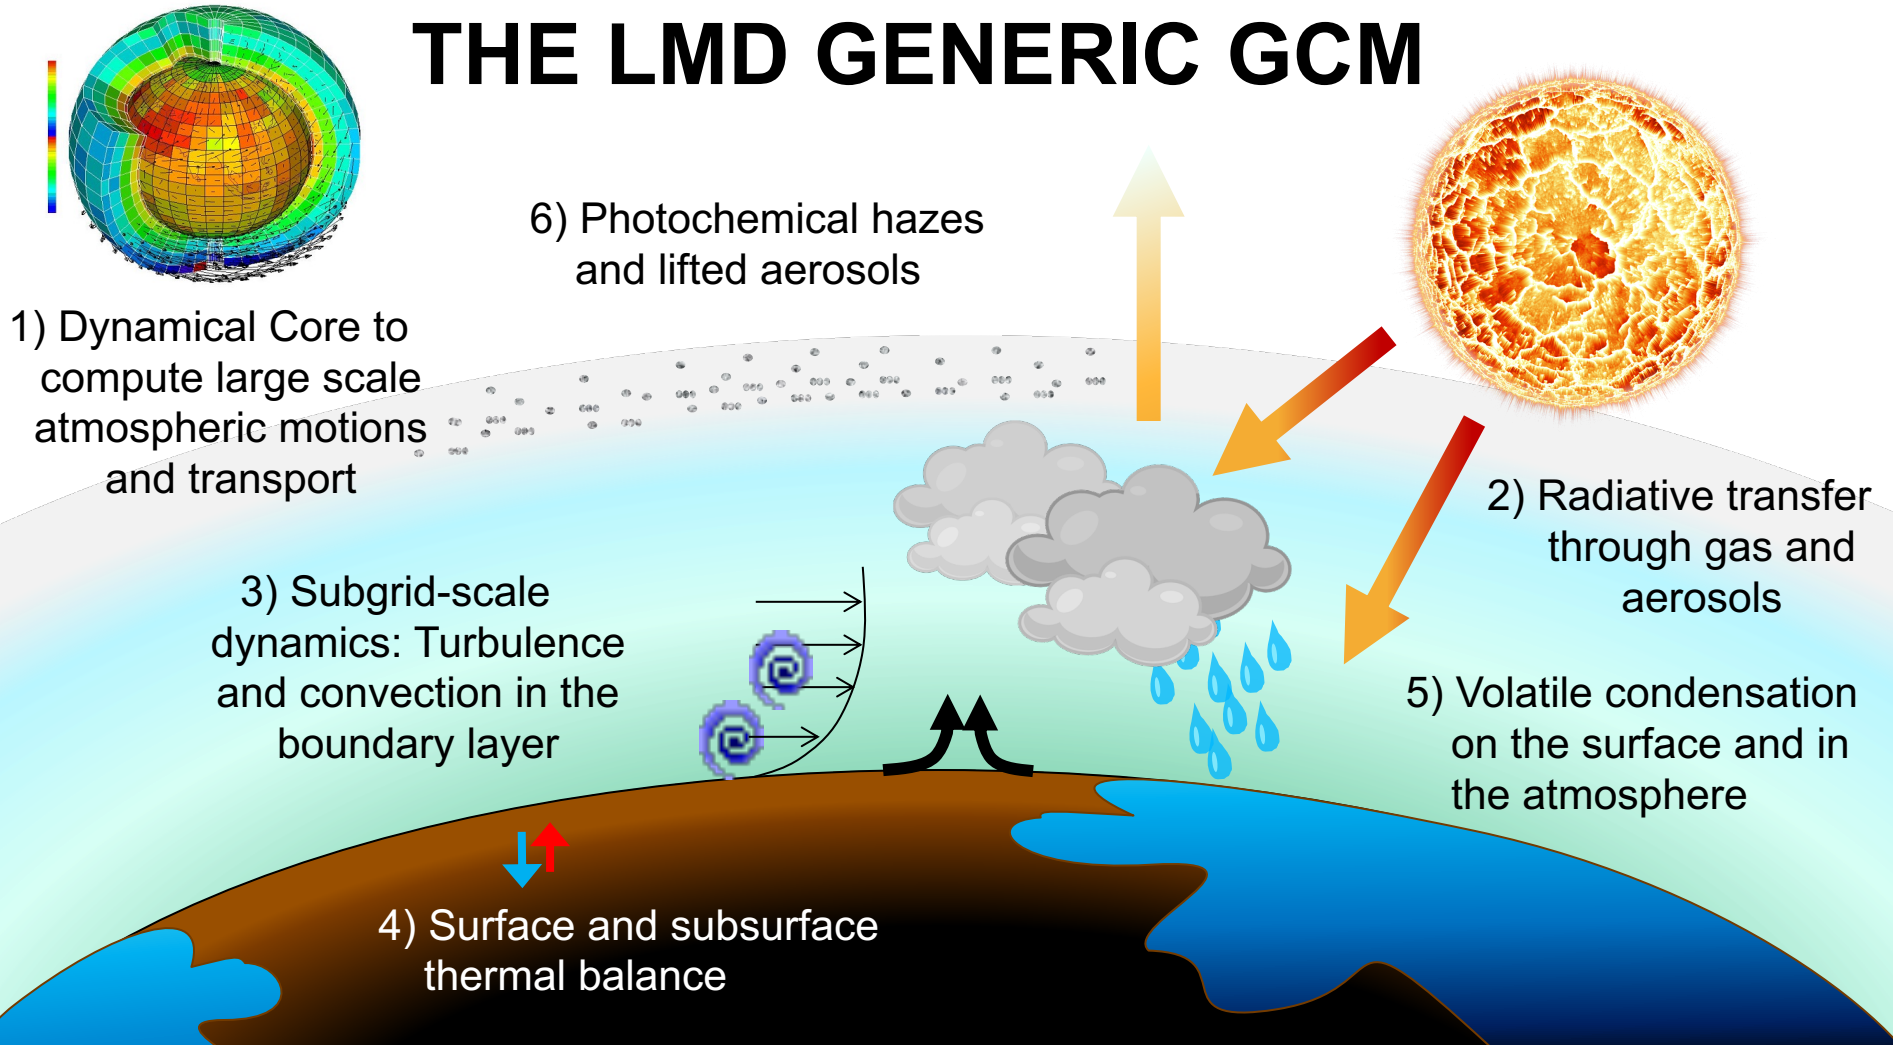 THE LMD GENERIC GCM
1) Dynamical Core to
compute large scale
atmospheric motions
and transport
2) Radiative transfer
through gas and
aerosols
3) Subgrid-scale
dynamics: Turbulence
and convection in the
boundary layer
4) Surface and subsurface
thermal balance
5) Volatile condensation
on the surface and in
the atmosphere
6) Photochemical hazes
and lifted aerosols